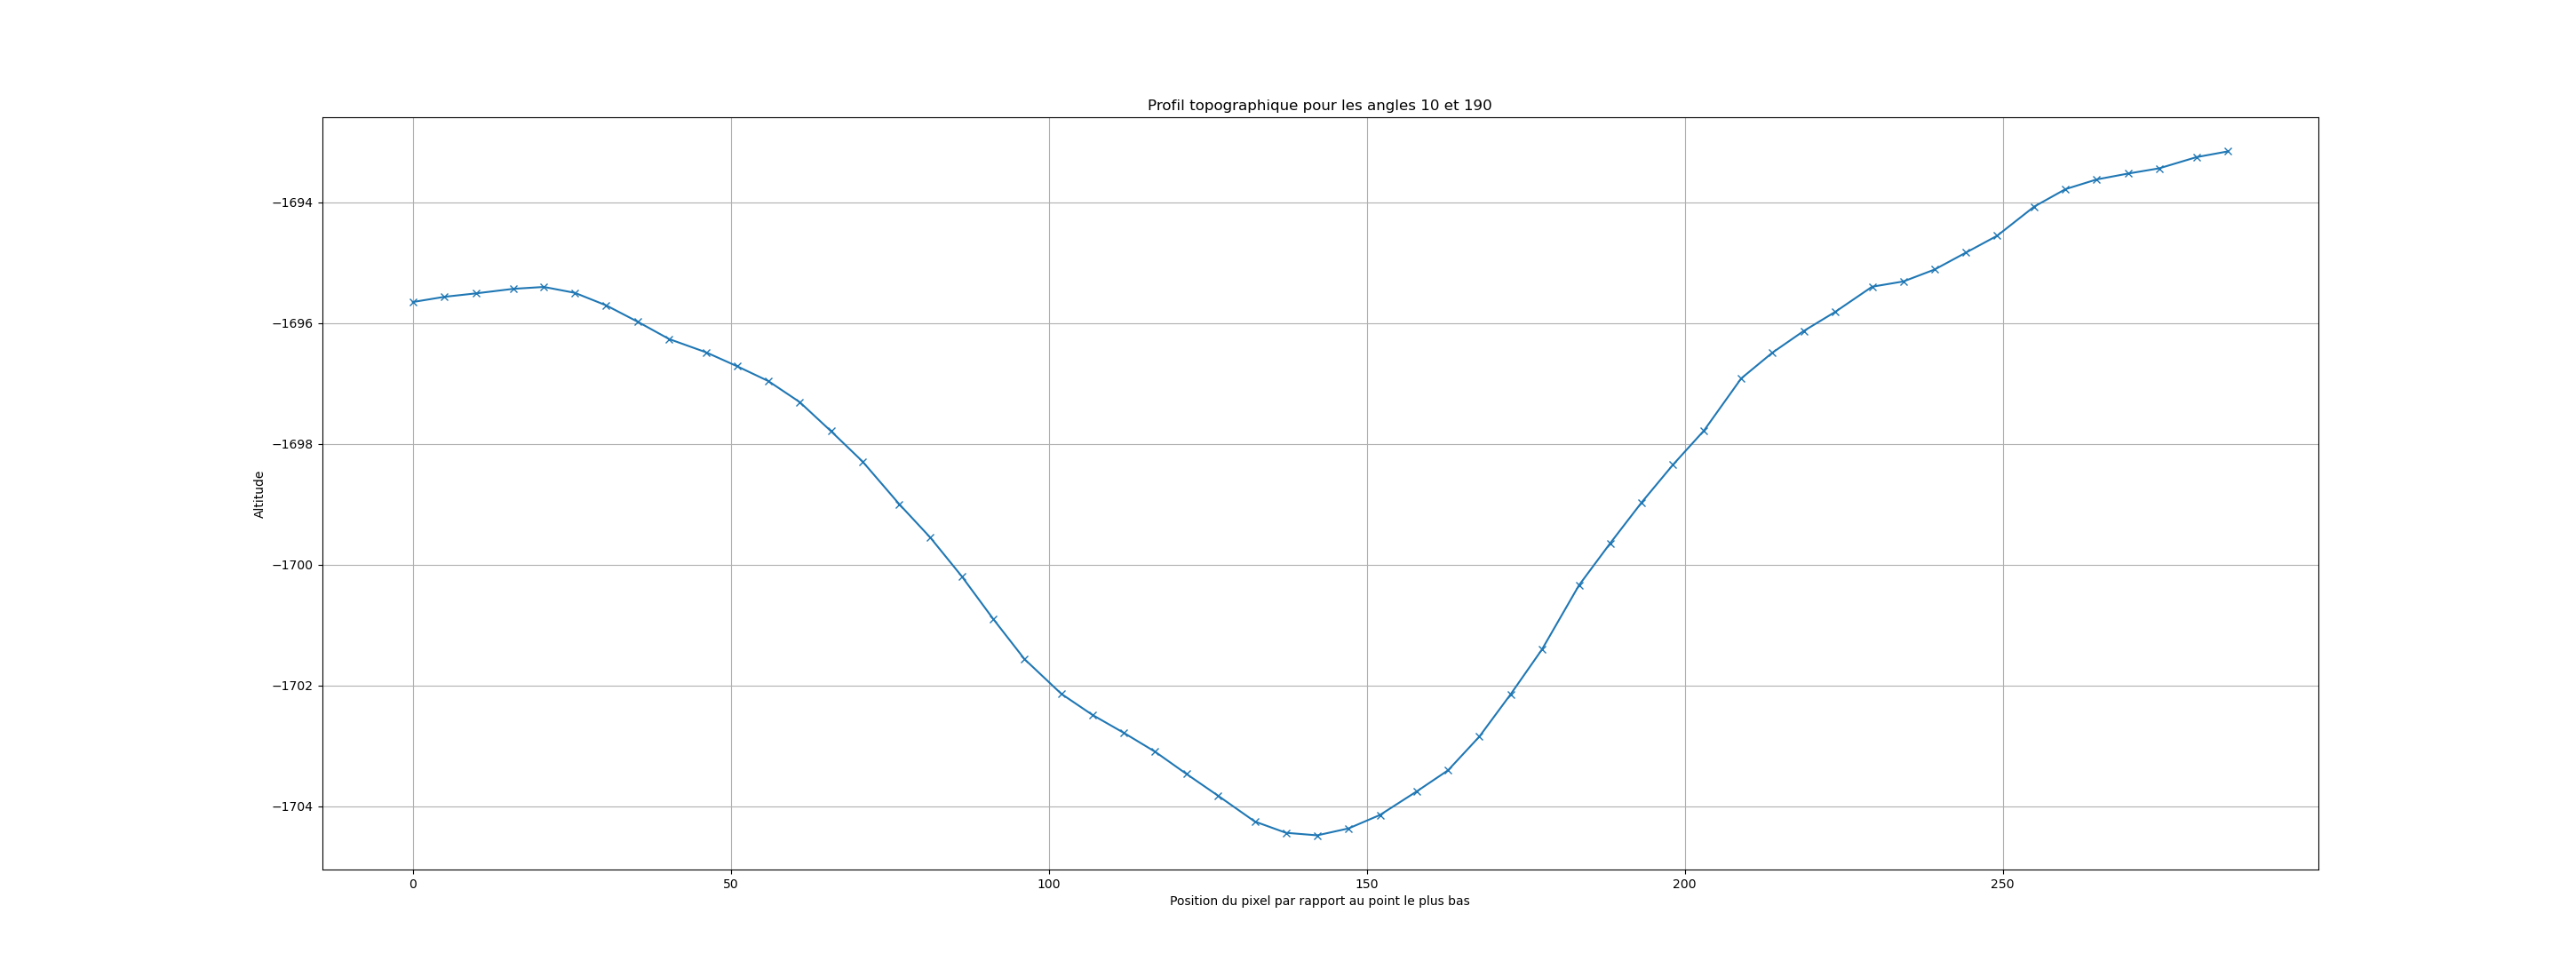 Profil topographique pour les angles 10 et 190
Altitude
−1694
−1696
−1698
−1700
−1702
−1704
0 50 100 150 200 250
Position du pixel par rapport au point le plus bas